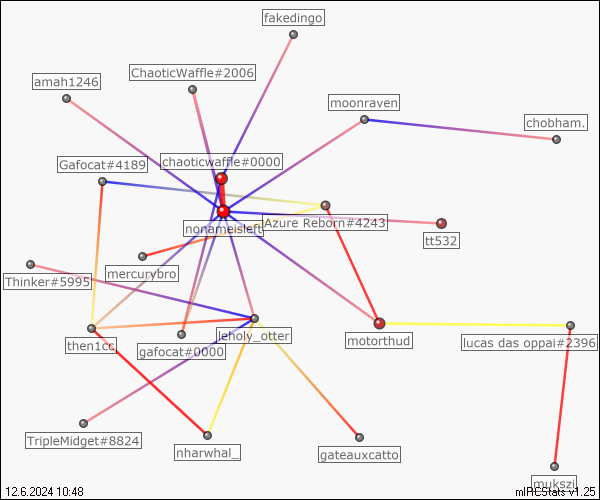 fakedingo
ChaoticWaffle#2006
amah1246
moonraven
chobham.
chaoticwaffle#0000
Gafocat#4189
nonameisleft
Azure Reborn#4243
tt532
mercurybro
Thinker#5995
leholy_otter
motorthud
lucas das oppai#2396
then1cc
gafocat#0000
TripleMidget#8824
nharwhal_
gateauxcatto
mukszi
12.6.2024 10:48
mIRCStats v1.25